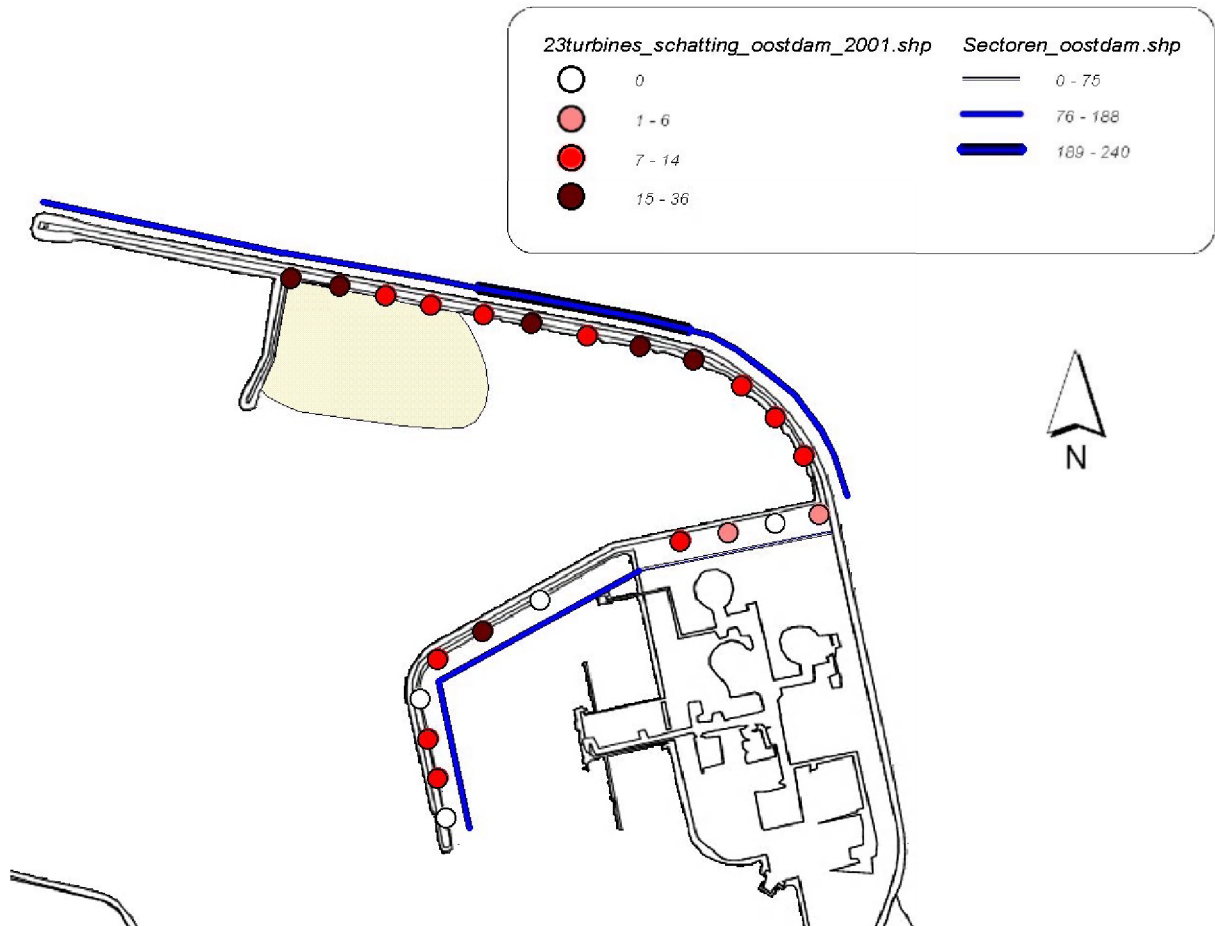 23turbines_schatting_oostdam_2001.shp
0
1 - 6
7 - 14
15 - 36
Sectoren_oostdam.shp
0 - 75
76 - 188
189 - 240
N